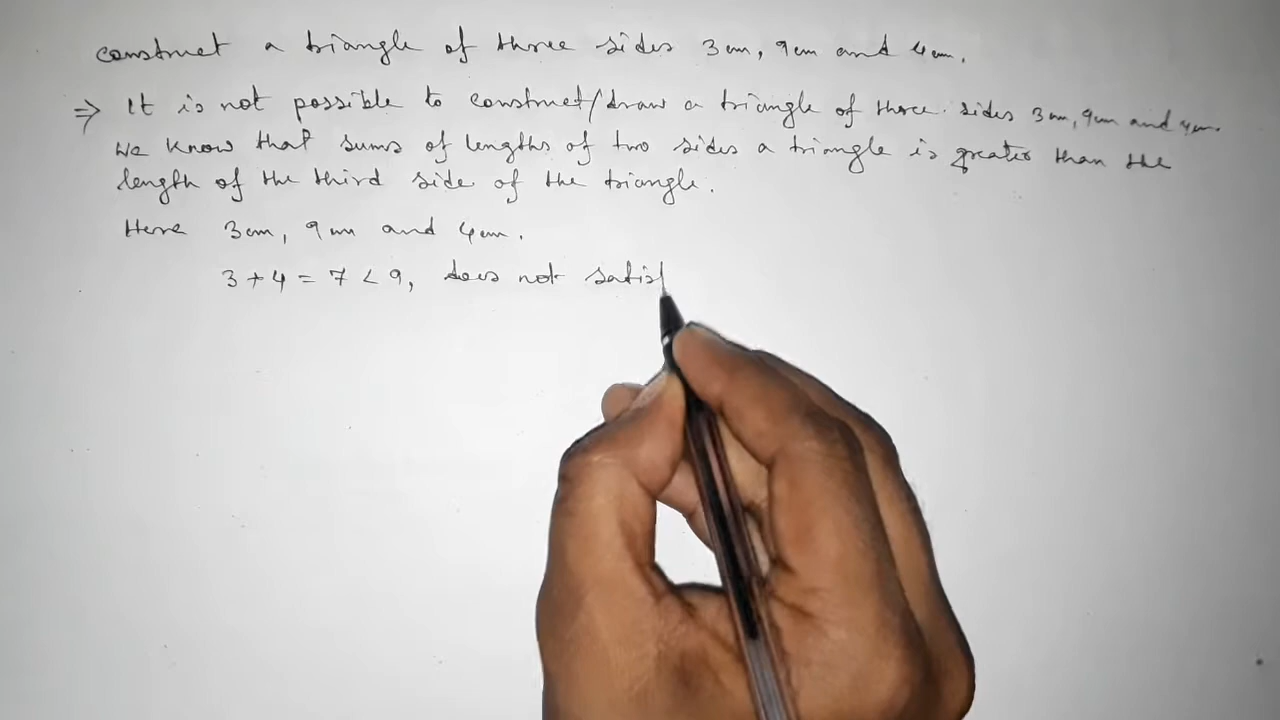 construct a triangle of three sides 3cm, 9cm and 4cm.
⇒ It is not possible to construct/draw a triangle of three sides 3cm, 9cm and 4cm.
We know that sums of lengths of two sides a triangle is greater than the
length of the third side of the triangle.
Here 3cm, 9cm and 4cm.
3 + 4 = 7 < 9, does not satisf